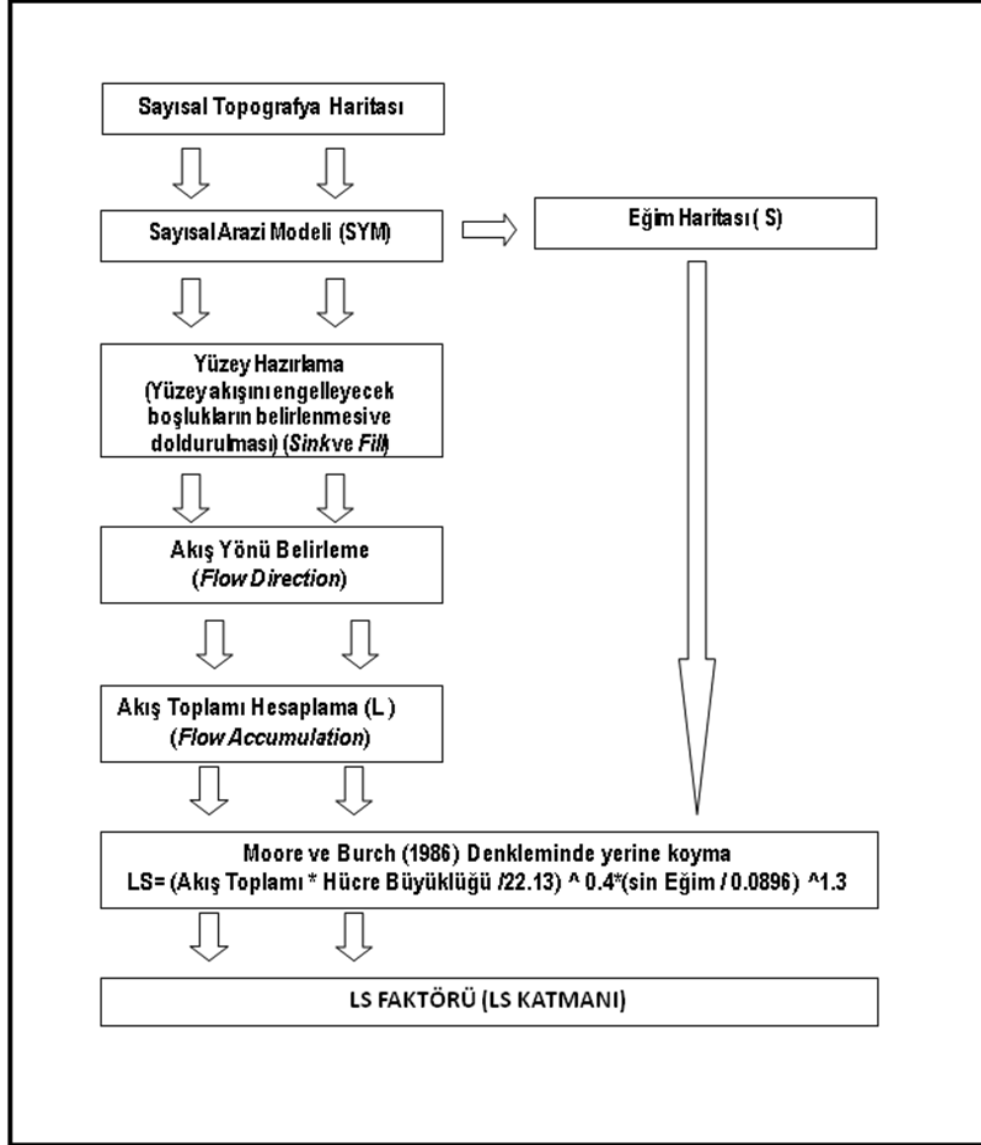 Sayısal Topografya Haritası
Sayısal Arazi Modeli (SYM)
Eğim Haritası ( S)
Yüzey Hazırlama
(Yüzey akışını engelleyecek
boşlukların belirlenmesi ve
doldurulması) (Sink ve Fill)
Akış Yönü Belirleme
(Flow Direction)
Akış Toplamı Hesaplama (L )
(Flow Accumulation)
Moore ve Burch (1986) Denkleminde yerine koyma
LS= (Akış Toplamı * Hücre Büyüklüğü /22.13) ^ 0.4*(sin Eğim / 0.0896) ^1.3
LS FAKTÖRÜ (LS KATMANI)